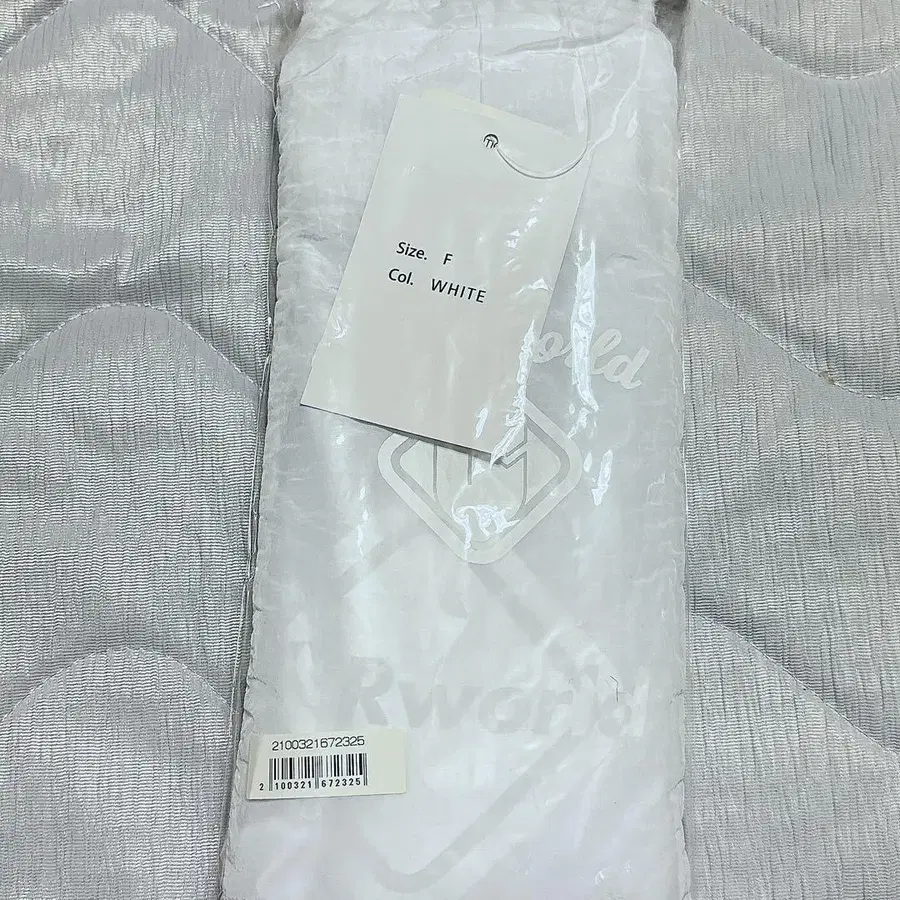 Size. F
Col. WHITE
orld
Rworld
2100321672325
2 100321 672325